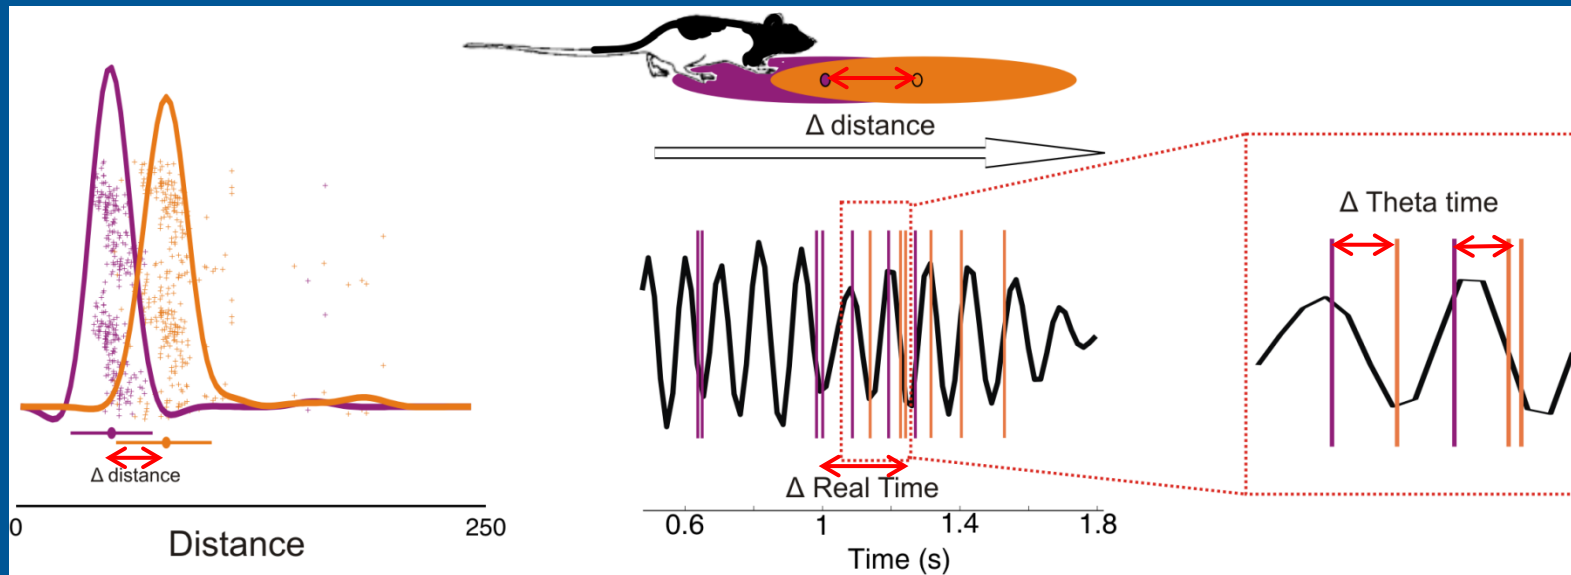 Δ distance
0
250
Distance
Δ distance
Δ Real Time
0.6
1
1.4
1.8
Time (s)
Δ Theta time